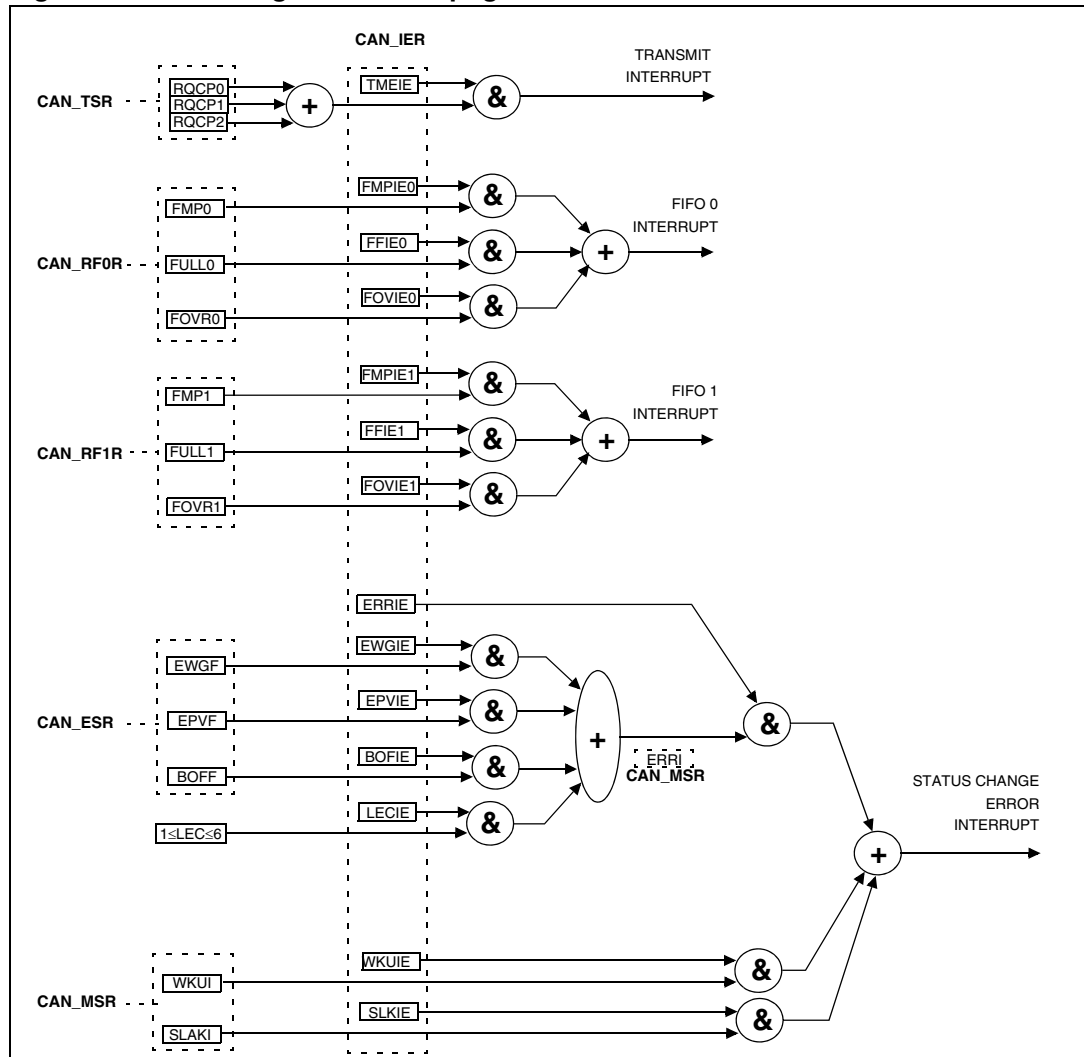 CAN_IER
TRANSMIT
INTERRUPT
CAN_TSR
RQCP0
RQCP1
RQCP2
+
TMEIE
&
FIFO 0
INTERRUPT
CAN_RF0R
FMP0
FULL0
FOVR0
FMPIE0
FFIE0
FOVIE0
&
&
&
+
FIFO 1
INTERRUPT
CAN_RF1R
FMP1
FULL1
FOVR1
FMPIE1
FFIE1
FOVIE1
&
&
&
+
ERRIE
CAN_ESR
EWGF
EPVF
BOFF
1≤LEC≤6
EWGIE
EPVIE
BOFIE
LECIE
&
&
&
&
+
ERRI
CAN_MSR
&
STATUS CHANGE
ERROR
INTERRUPT
+
CAN_MSR
WKUI
SLAKI
WKUIE
SLKIE
&
&